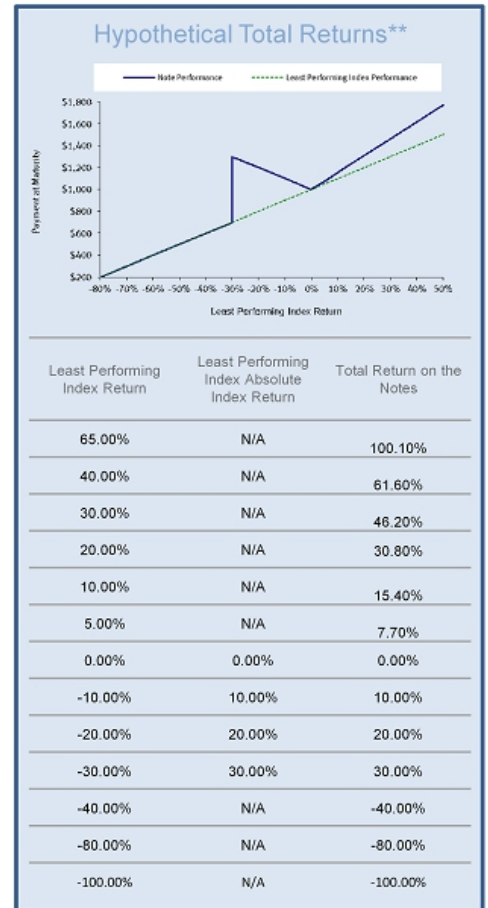 Hypothetical Total Returns**
Note Performance Least Performing Index Performance
Payment at Maturity
$1,800
$1,600
$1,400
$1,200
$1,000
$800
$600
$400
$200
-80% -70% -60% -50% -40% -30% -20% -10% 0% 10% 20% 30% 40% 50%
Least Performing Index Return
Least Performing Index Return
Least Performing Index Absolute Index Return
Total Return on the Notes
65.00% N/A 100.10%
40.00% N/A 61.60%
30.00% N/A 46.20%
20.00% N/A 30.80%
10.00% N/A 15.40%
5.00% N/A 7.70%
0.00% 0.00% 0.00%
-10.00% 10.00% 10.00%
-20.00% 20.00% 20.00%
-30.00% 30.00% 30.00%
-40.00% N/A -40.00%
-80.00% N/A -80.00%
-100.00% N/A -100.00%